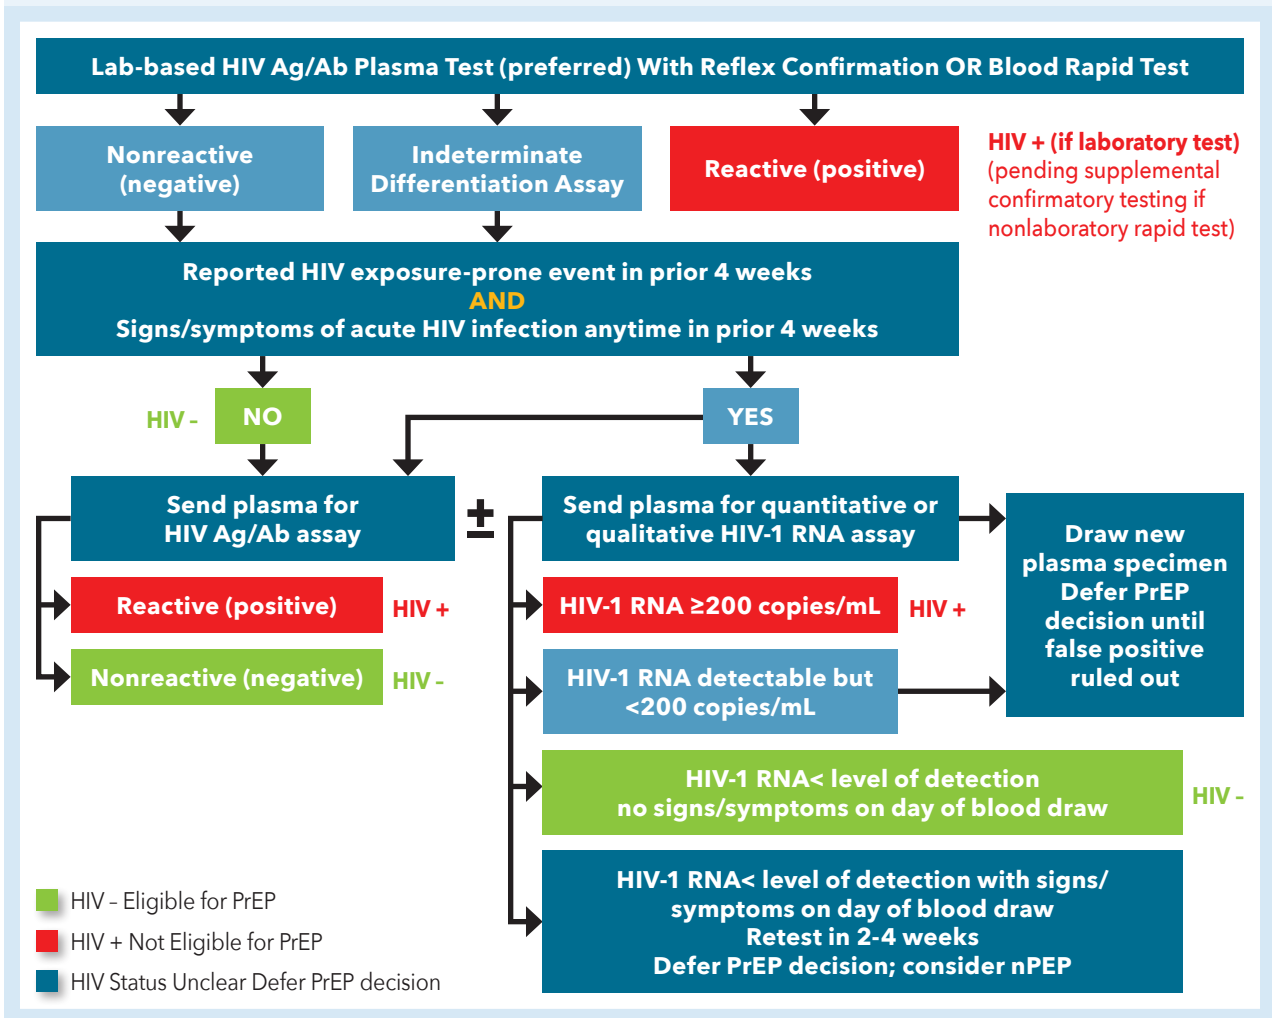 Lab-based HIV Ag/Ab Plasma Test (preferred) With Reflex Confirmation OR Blood Rapid Test
Nonreactive
(negative)
Indeterminate
Differentiation Assay
Reactive (positive)
HIV + (if laboratory test)
(pending supplemental
confirmatory testing if
nonlaboratory rapid test)
Reported HIV exposure-prone event in prior 4 weeks
AND
Signs/symptoms of acute HIV infection anytime in prior 4 weeks
HIV –
NO
YES
Send plasma for
HIV Ag/Ab assay
±
Send plasma for quantitative or
qualitative HIV-1 RNA assay
Draw new
plasma specimen
Defer PrEP
decision until
false positive
ruled out
Reactive (positive)
HIV +
HIV-1 RNA ≥200 copies/mL
HIV +
Nonreactive (negative)
HIV –
HIV-1 RNA detectable but
<200 copies/mL
HIV-1 RNA< level of detection
no signs/symptoms on day of blood draw
HIV –
HIV-1 RNA< level of detection with signs/
symptoms on day of blood draw
Retest in 2-4 weeks
Defer PrEP decision; consider nPEP
HIV – Eligible for PrEP
HIV + Not Eligible for PrEP
HIV Status Unclear Defer PrEP decision